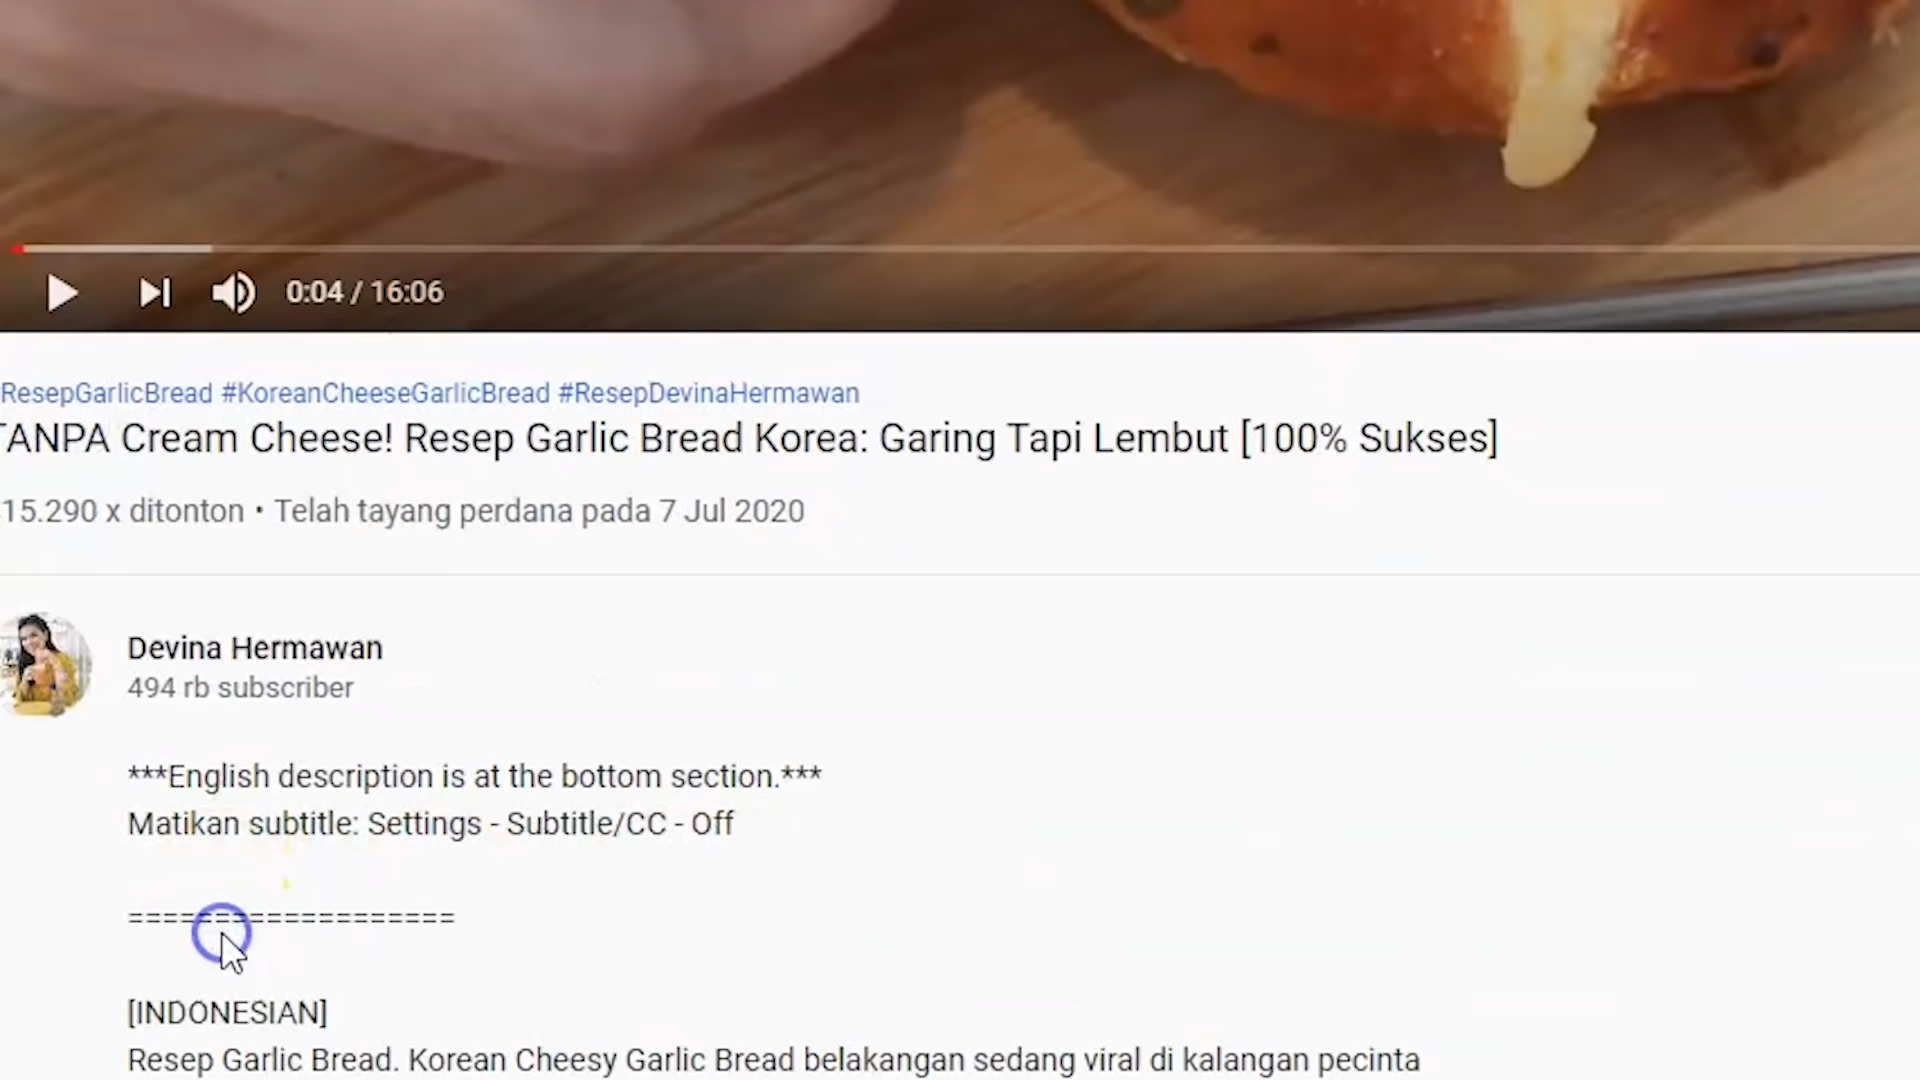 0:04 / 16:06
ResepGarlicBread #KoreanCheeseGarlicBread #ResepDevinaHermawan
TANPA Cream Cheese! Resep Garlic Bread Korea: Garing Tapi Lembut [100% Sukses]
15.290 x ditonton • Telah tayang perdana pada 7 Jul 2020
Devina Hermawan
494 rb subscriber
***English description is at the bottom section.***
Matikan subtitle: Settings - Subtitle/CC - Off
===================
[INDONESIAN]
Resep Garlic Bread. Korean Cheesy Garlic Bread belakangan sedang viral di kalangan pecinta